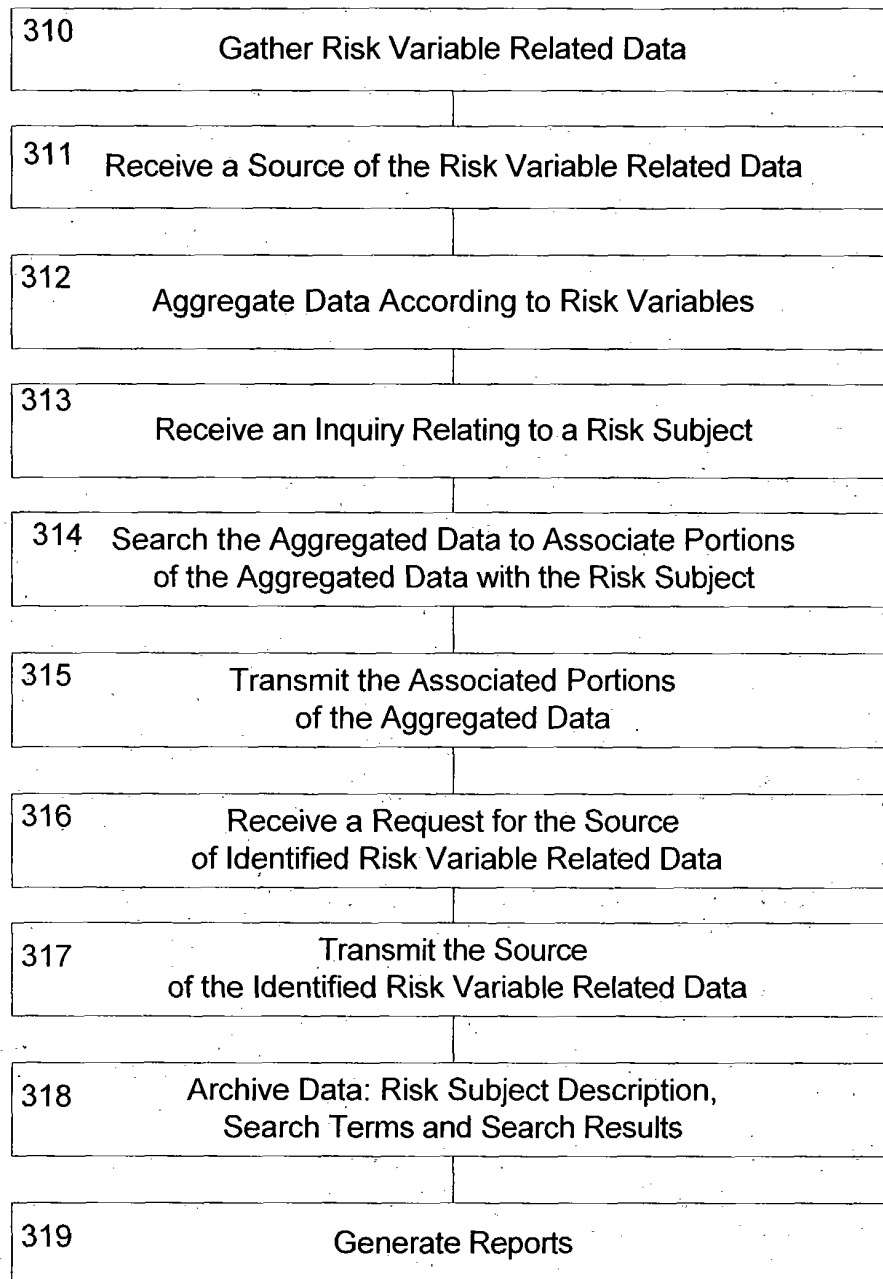 310
Gather Risk Variable Related Data
311
Receive a Source of the Risk Variable Related Data
312
Aggregate Data According to Risk Variables
313
Receive an Inquiry Relating to a Risk Subject
314
Search the Aggregated Data to Associate Portions
of the Aggregated Data with the Risk Subject
315
Transmit the Associated Portions
of the Aggregated Data
316
Receive a Request for the Source
of Identified Risk Variable Related Data
317
Transmit the Source
of the Identified Risk Variable Related Data
318
Archive Data: Risk Subject Description,
Search Terms and Search Results
319
Generate Reports